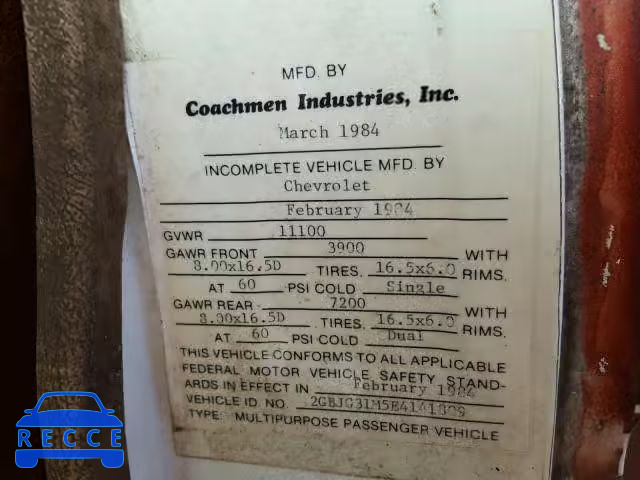 MFD. BY
Coachmen Industries, Inc.
March 1984
INCOMPLETE VEHICLE MFD. BY
Chevrolet
February 1984
GVWR 11100
GAWR FRONT 3900 WITH
8.00x16.5D TIRES, 16.5x6.0 RIMS.
AT 60 PSI COLD Single
GAWR REAR 7200 WITH
8.00x16.5D TIRES, 16.5x6.0 RIMS.
AT 60 PSI COLD Dual
THIS VEHICLE CONFORMS TO ALL APPLICABLE
FEDERAL MOTOR VEHICLE SAFETY STAND-
ARDS IN EFFECT IN February 1984
VEHICLE ID. NO.
TYPE: MULTIPURPOSE PASSENGER VEHICLE
RECCE